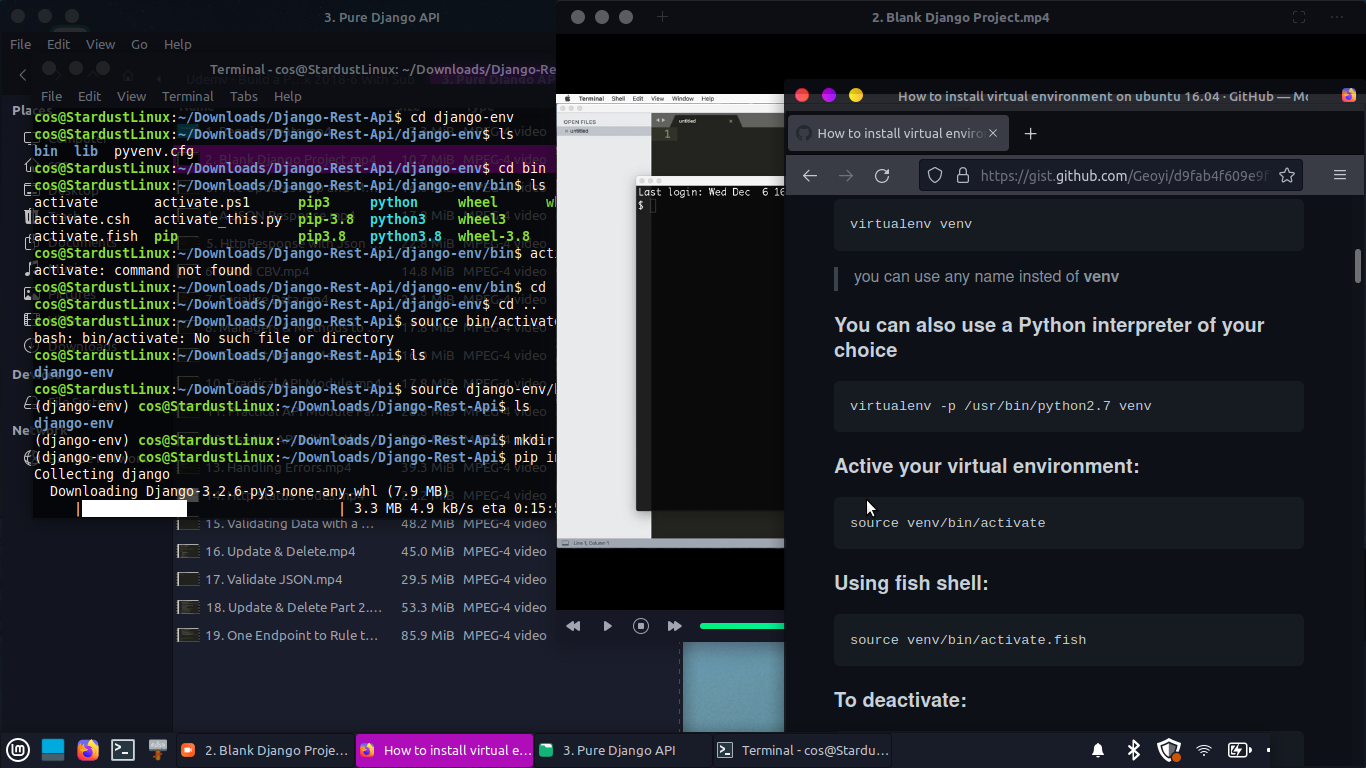 3. Pure Django API
File Edit View Go Help
Places
Terminal - cos@StardustLinux: ~/Downloads/Django-Re
File Edit View Terminal Tabs Help
cos@StardustLinux:~/Downloads/Django-Rest-Api$ cd django-env
cos@StardustLinux:~/Downloads/Django-Rest-Api/django-env$ ls
bin lib pyvenv.cfg
cos@StardustLinux:~/Downloads/Django-Rest-Api/django-env$ cd bin
cos@StardustLinux:~/Downloads/Django-Rest-Api/django-env/bin$ ls
activate activate.ps1 pip3 python wheel
activate.csh activate_this.py pip-3.8 python3 wheel3
activate.fish pip pip3.8 python3.8 wheel-3.8
cos@StardustLinux:~/Downloads/Django-Rest-Api/django-env/bin$ acti
activate: command not found
cos@StardustLinux:~/Downloads/Django-Rest-Api/django-env/bin$ cd
cos@StardustLinux:~/Downloads/Django-Rest-Api/django-env$ cd ..
cos@StardustLinux:~/Downloads/Django-Rest-Api$ source bin/activate
bash: bin/activate: No such file or directory
cos@StardustLinux:~/Downloads/Django-Rest-Api$ ls
django-env
cos@StardustLinux:~/Downloads/Django-Rest-Api$ source django-env/b
(django-env) cos@StardustLinux:~/Downloads/Django-Rest-Api$ ls
django-env
(django-env) cos@StardustLinux:~/Downloads/Django-Rest-Api$ mkdir
(django-env) cos@StardustLinux:~/Downloads/Django-Rest-Api$ pip in
Collecting django
Downloading Django-3.2.6-py3-none-any.whl (7.9 MB)
| | 3.3 MB 4.9 kB/s eta 0:15:5
15. Validating Data with a ... 48.2 MiB MPEG-4 video
16. Update & Delete.mp4 45.0 MiB MPEG-4 video
17. Validate JSON.mp4 29.5 MiB MPEG-4 video
18. Update & Delete Part 2.... 53.3 MiB MPEG-4 video
19. One Endpoint to Rule t... 85.9 MiB MPEG-4 video
2. Blank Django Project.mp4
Terminal Shell Edit View Window Help
OPEN FILES
untitled
untitled
1
Last login: Wed Dec 6 16
$
Line 1, Column 1
How to install virtual environment on ubuntu 16.04 · GitHub — Mo
How to install virtual enviro
https://gist.github.com/Geoyi/d9fab4f609e9f
virtualenv venv
you can use any name insted of venv
You can also use a Python interpreter of your
choice
virtualenv -p /usr/bin/python2.7 venv
Active your virtual environment:
source venv/bin/activate
Using fish shell:
source venv/bin/activate.fish
To deactivate:
2. Blank Django Proje... How to install virtual e... 3. Pure Django API Terminal - cos@Stardu...